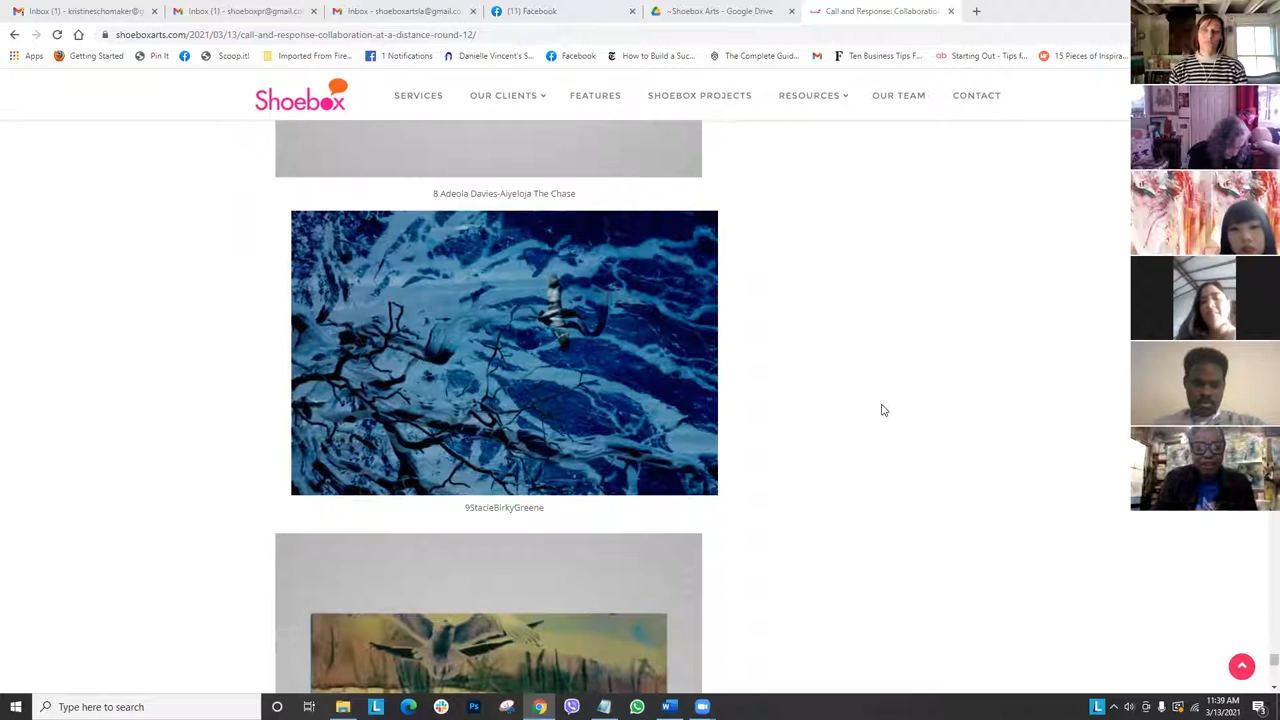 Inbox (1) - kristineschomaker@g
Inbox (1) - shoeboxpr@gmail.co
Inbox - shoeboxartsla@gmail.co
(11) Facebook
~Shoebox Arts - Google Drive
Call and Response: Collaboratio
shoeboxarts.com/2021/03/13/call-and-response-collaboration-at-a-distance-round-12/
Apps
Getting Started
Pin It
Scoop.it!
Imported From Fire...
1 Notifications
Danielle Vincent's S...
Facebook
How to Build a Suc...
The Complete Guid...
Ten Business Tips F...
Starting Out - Tips f...
15 Pieces of Inspira...
Shoebox
SERVICES
OUR CLIENTS
FEATURES
SHOEBOX PROJECTS
RESOURCES
OUR TEAM
CONTACT
8 Adeola Davies-Aiyeloja The Chase
9StacieBirkyGreene
Type here to search
11:39 AM
3/13/2021